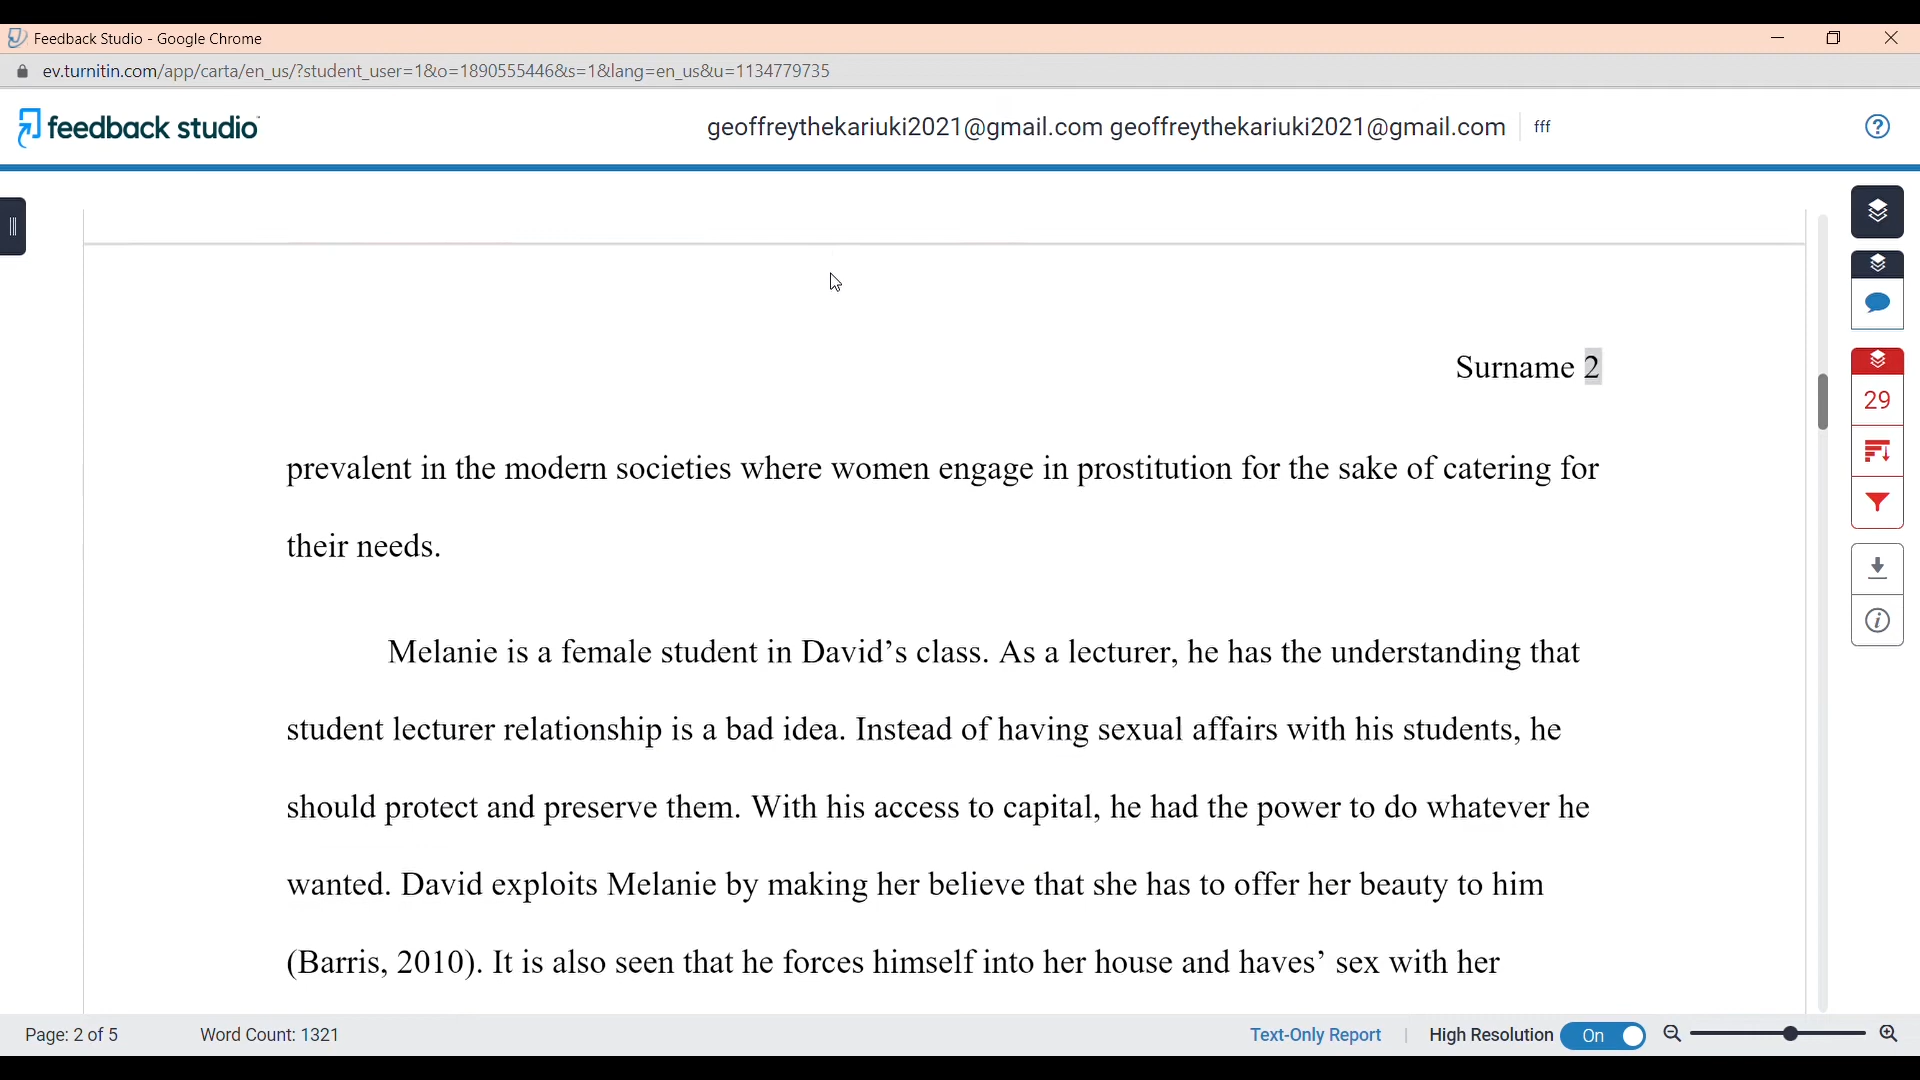 Feedback Studio - Google Chrome
ev.turnitin.com/app/carta/en_us/?student_user=1&o=1890555446&s=1&lang=en_us&u=1134779735
feedback studio
geoffreythekariuki2021@gmail.com geoffreythekariuki2021@gmail.com fff
?
Surname 2
29
prevalent in the modern societies where women engage in prostitution for the sake of catering for
their needs.
Melanie is a female student in David’s class. As a lecturer, he has the understanding that
student lecturer relationship is a bad idea. Instead of having sexual affairs with his students, he
should protect and preserve them. With his access to capital, he had the power to do whatever he
wanted. David exploits Melanie by making her believe that she has to offer her beauty to him
(Barris, 2010). It is also seen that he forces himself into her house and haves’ sex with her
Page: 2 of 5 Word Count: 1321 Text-Only Report | High Resolution On